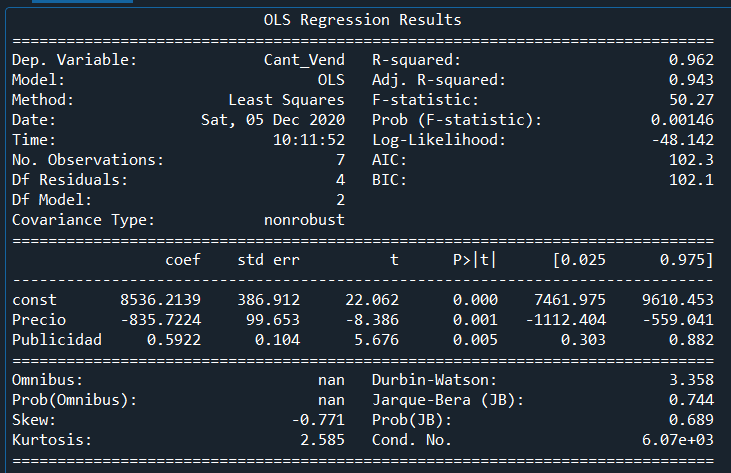 OLS Regression Results
==============================================================================
Dep. Variable:              Cant_Vend   R-squared:                       0.962
Model:                            OLS   Adj. R-squared:                  0.943
Method:                 Least Squares   F-statistic:                     50.27
Date:                Sat, 05 Dec 2020   Prob (F-statistic):            0.00146
Time:                        10:11:52   Log-Likelihood:                -48.142
No. Observations:                   7   AIC:                             102.3
Df Residuals:                       4   BIC:                             102.1
Df Model:                           2
Covariance Type:            nonrobust
==============================================================================
                 coef    std err          t      P>|t|      [0.025      0.975]
------------------------------------------------------------------------------
const       8536.2139    386.912     22.062      0.000    7461.975    9610.453
Precio      -835.7224     99.653     -8.386      0.001   -1112.404    -559.041
Publicidad     0.5922      0.104      5.676      0.005       0.303       0.882
==============================================================================
Omnibus:                          nan   Durbin-Watson:                   3.358
Prob(Omnibus):                    nan   Jarque-Bera (JB):                0.744
Skew:                          -0.771   Prob(JB):                        0.689
Kurtosis:                       2.585   Cond. No.                     6.07e+03
==============================================================================